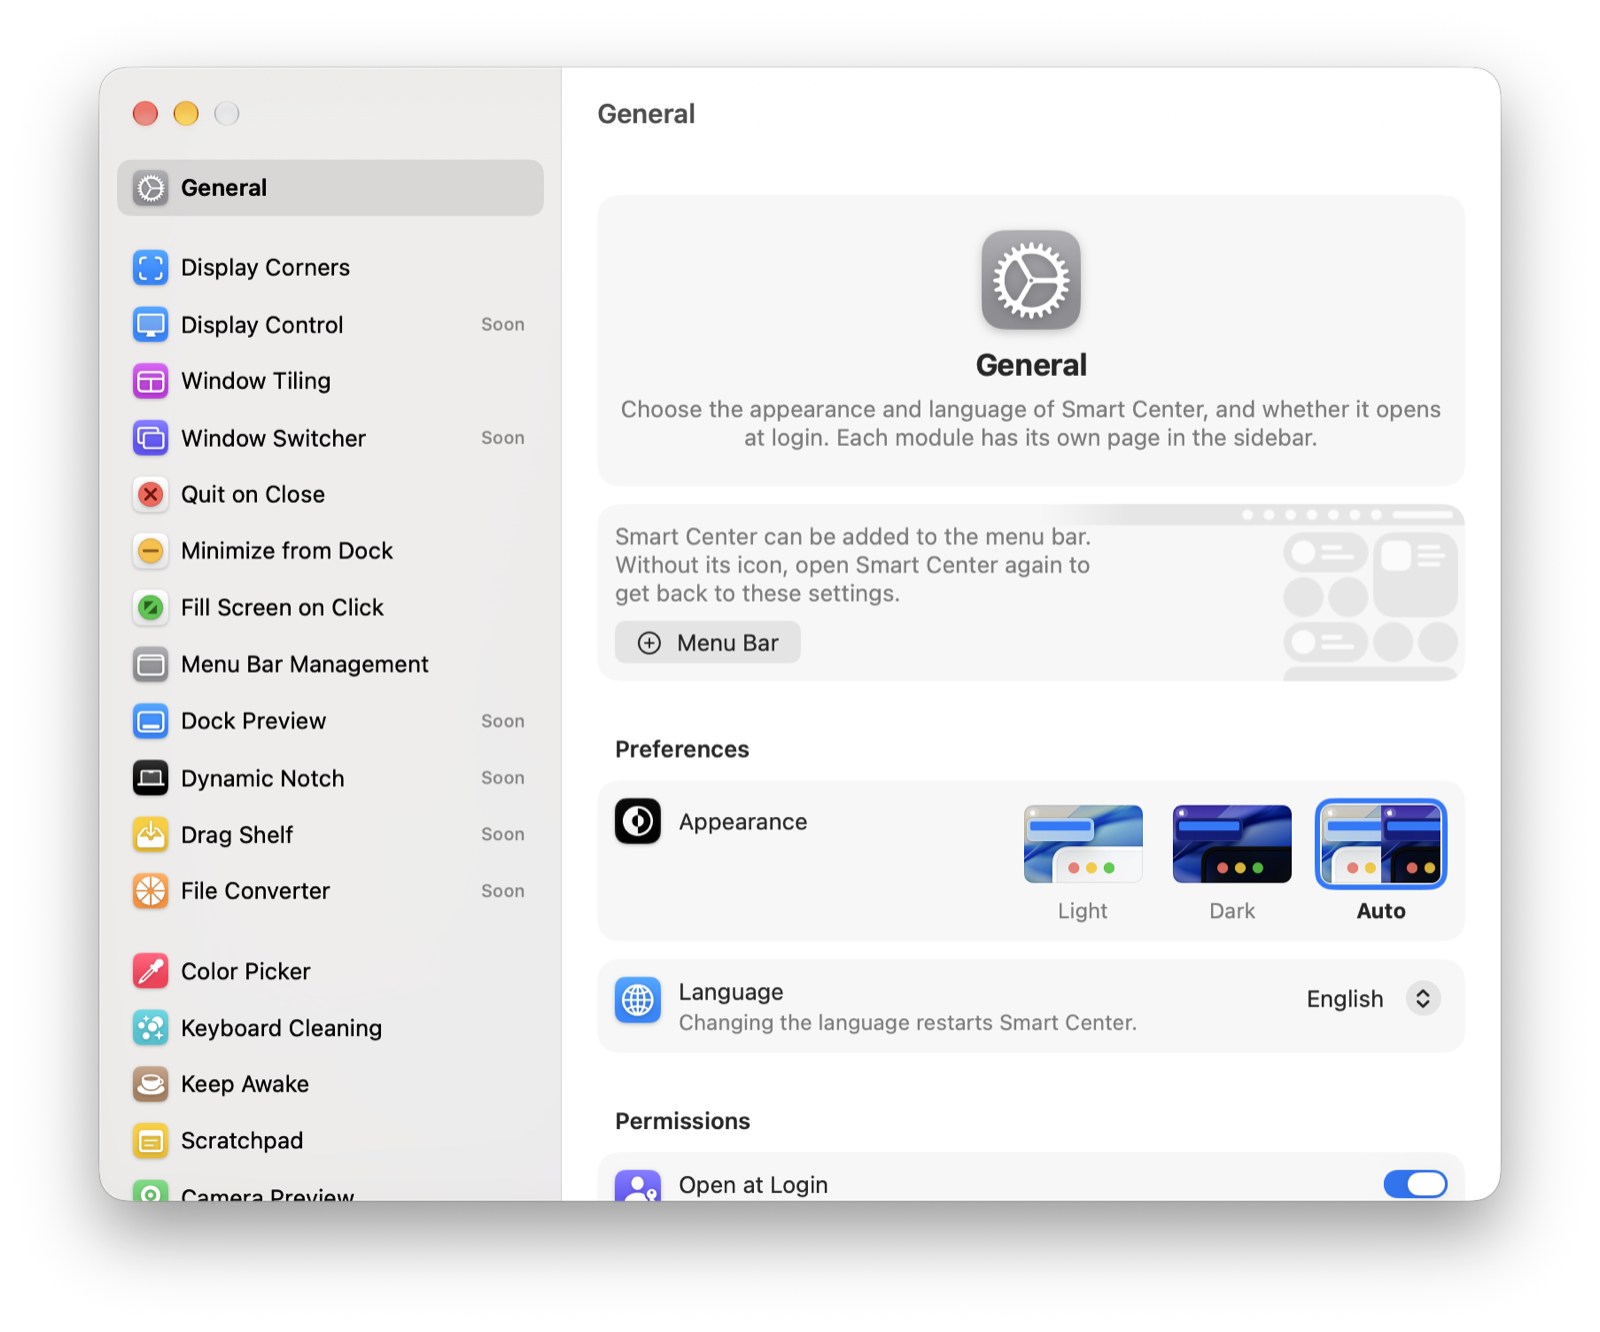 General
Display Corners
Display Control Soon
Window Tiling
Window Switcher Soon
Quit on Close
Minimize from Dock
Fill Screen on Click
Menu Bar Management
Dock Preview Soon
Dynamic Notch Soon
Drag Shelf Soon
File Converter Soon
Color Picker
Keyboard Cleaning
Keep Awake
Scratchpad
Camera Preview
General
General
Choose the appearance and language of Smart Center, and whether it opens
at login. Each module has its own page in the sidebar.
Smart Center can be added to the menu bar.
Without its icon, open Smart Center again to
get back to these settings.
Menu Bar
Preferences
Appearance
Light
Dark
Auto
Language
Changing the language restarts Smart Center.
English
Permissions
Open at Login